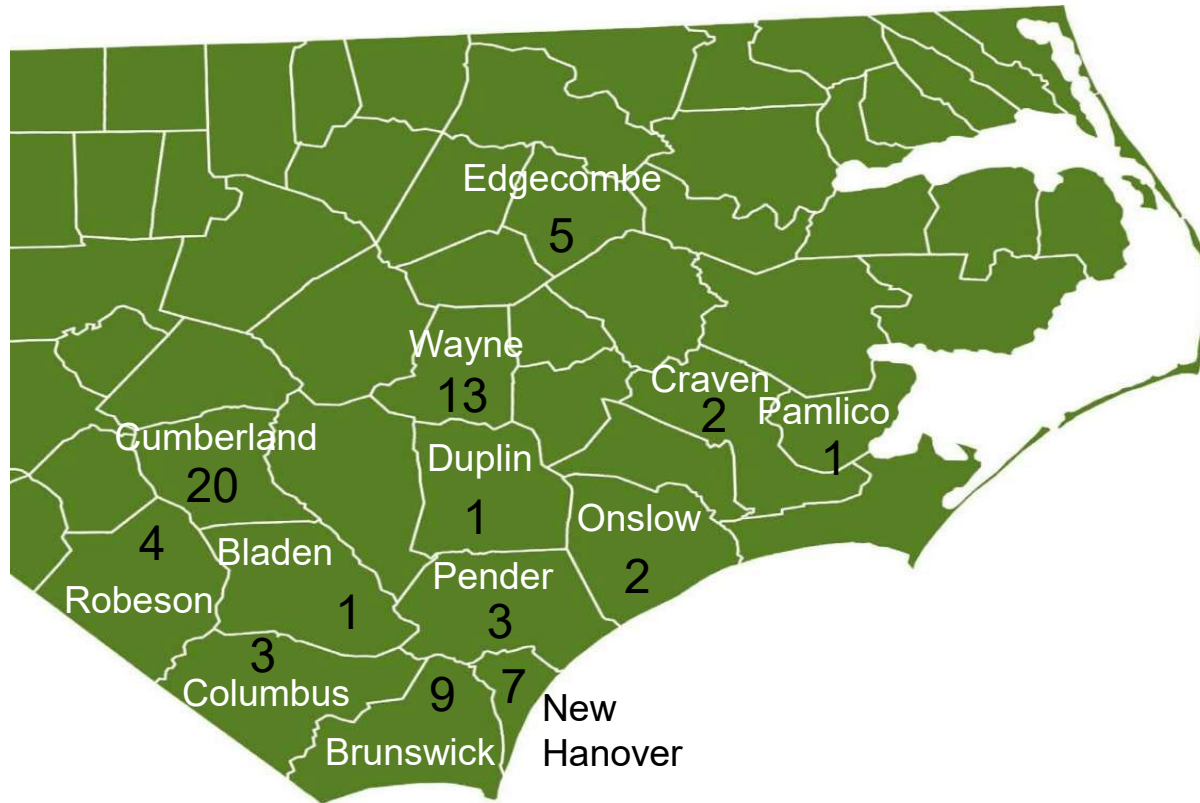 Edgecombe
5
Wayne
13
Craven
2
Pamlico
1
Cumberland
20
Duplin
1
Onslow
2
4
Robeson
Bladen
1
Pender
3
3
Columbus
9
Brunswick
7
New
Hanover